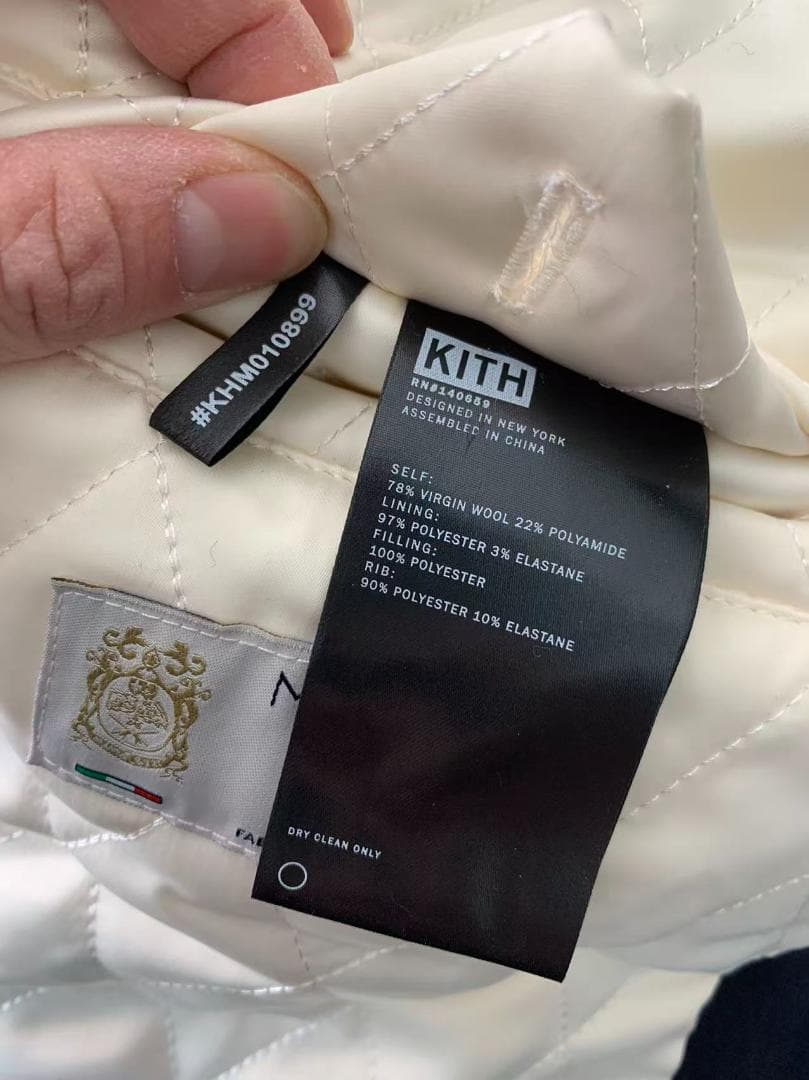 #KHM010899
KITH
RN#140659
DESIGNED IN NEW YORK
ASSEMBLED IN CHINA
SELF:
78% VIRGIN WOOL 22% POLYAMIDE
LINING:
97% POLYESTER 3% ELASTANE
FILLING:
100% POLYESTER
RIB:
90% POLYESTER 10% ELASTANE
DRY CLEAN ONLY
M